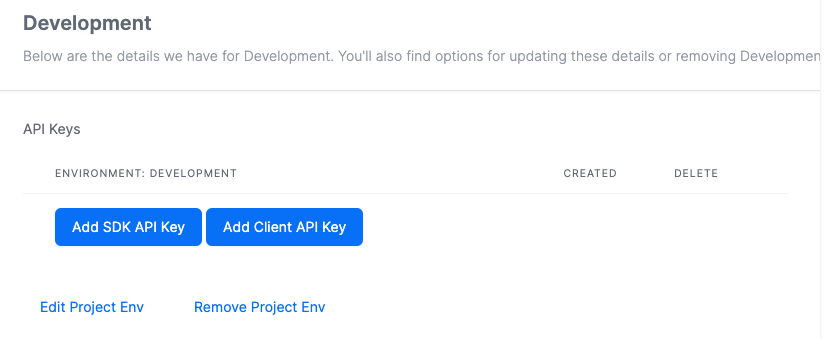 Development
Below are the details we have for Development. You'll also find options for updating these details or removing Developmen
API Keys
ENVIRONMENT: DEVELOPMENT CREATED DELETE
Add SDK API Key Add Client API Key
Edit Project Env Remove Project Env